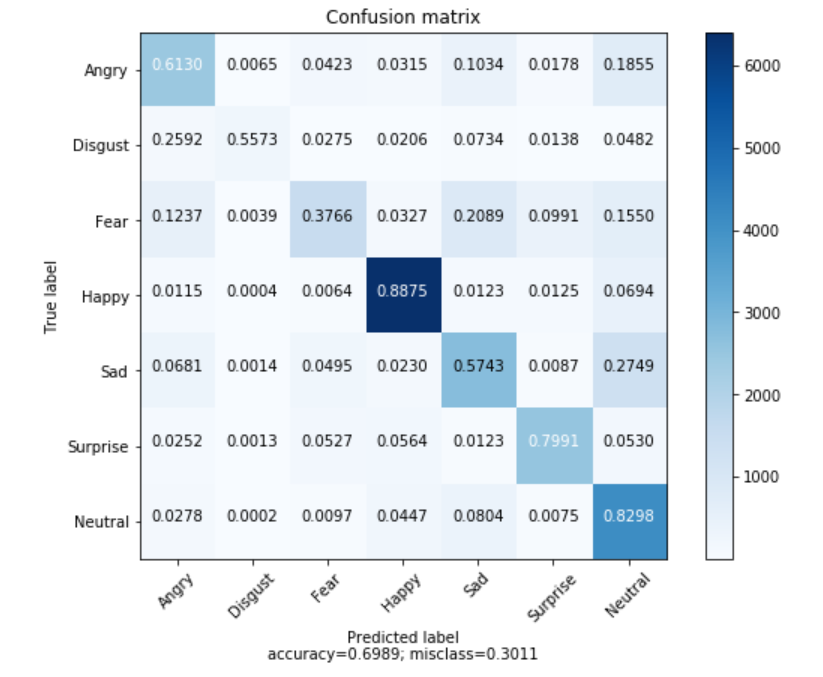 Confusion matrix
Angry 0.6130 0.0065 0.0423 0.0315 0.1034 0.0178 0.1855
Disgust 0.2592 0.5573 0.0275 0.0206 0.0734 0.0138 0.0482
Fear 0.1237 0.0039 0.3766 0.0327 0.2089 0.0991 0.1550
Happy 0.0115 0.0004 0.0064 0.8875 0.0123 0.0125 0.0694
Sad 0.0681 0.0014 0.0495 0.0230 0.5743 0.0087 0.2749
Surprise 0.0252 0.0013 0.0527 0.0564 0.0123 0.7991 0.0530
Neutral 0.0278 0.0002 0.0097 0.0447 0.0804 0.0075 0.8298
True label
Angry Disgust Fear Happy Sad Surprise Neutral
Predicted label
accuracy=0.6989; misclass=0.3011
6000
5000
4000
3000
2000
1000